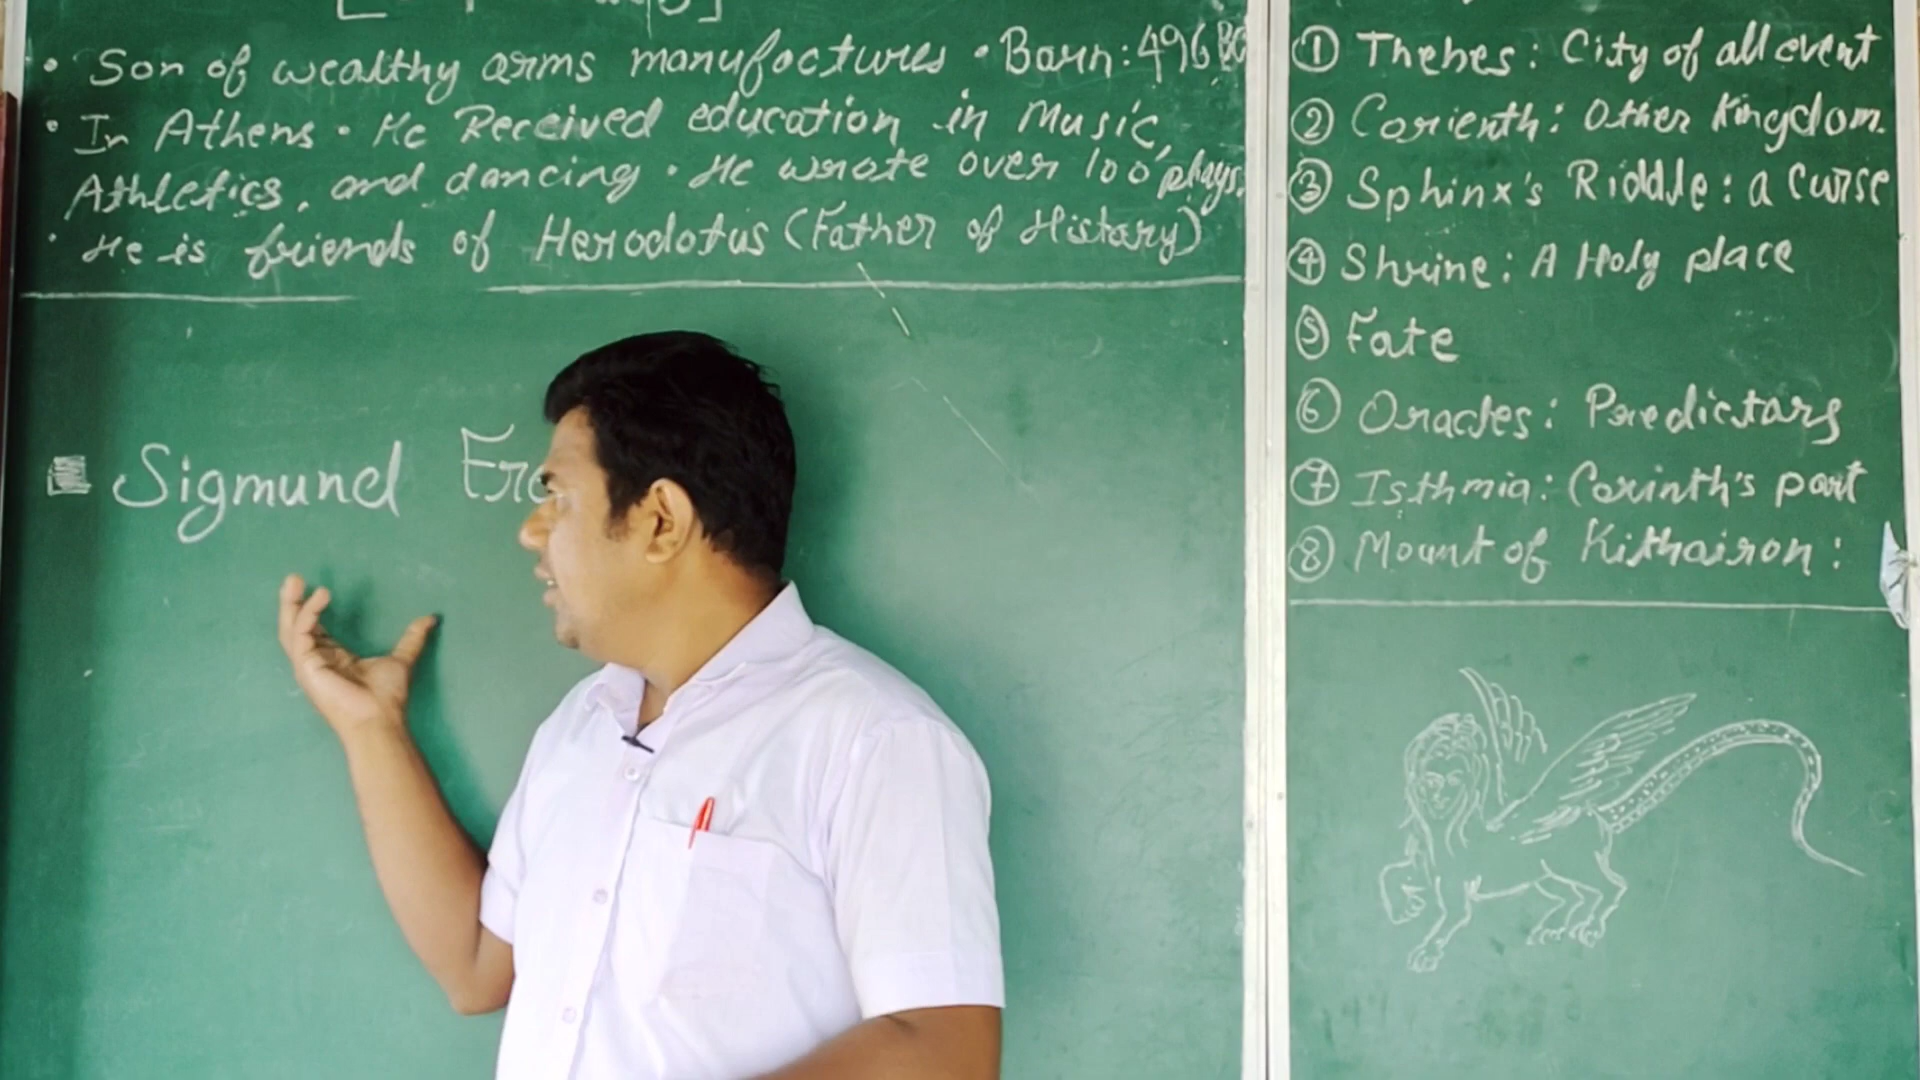 • Son of wealthy arms manufactures • Born: 496 BC
• In Athens • He Received education in Music,
Athletics, and dancing • He wrote over 100 plays.
• He is friends of Herodotus (Father of History)
Sigmund
① Thebes: City of all event
② Corienth: Other Kingdom.
③ Sphinx's Riddle: a curse
④ Shrine: A Holy place
⑤ Fate
⑥ Oracles: Predictars
⑦ Isthmia: Corinth's part
⑧ Mount of Kithairon: